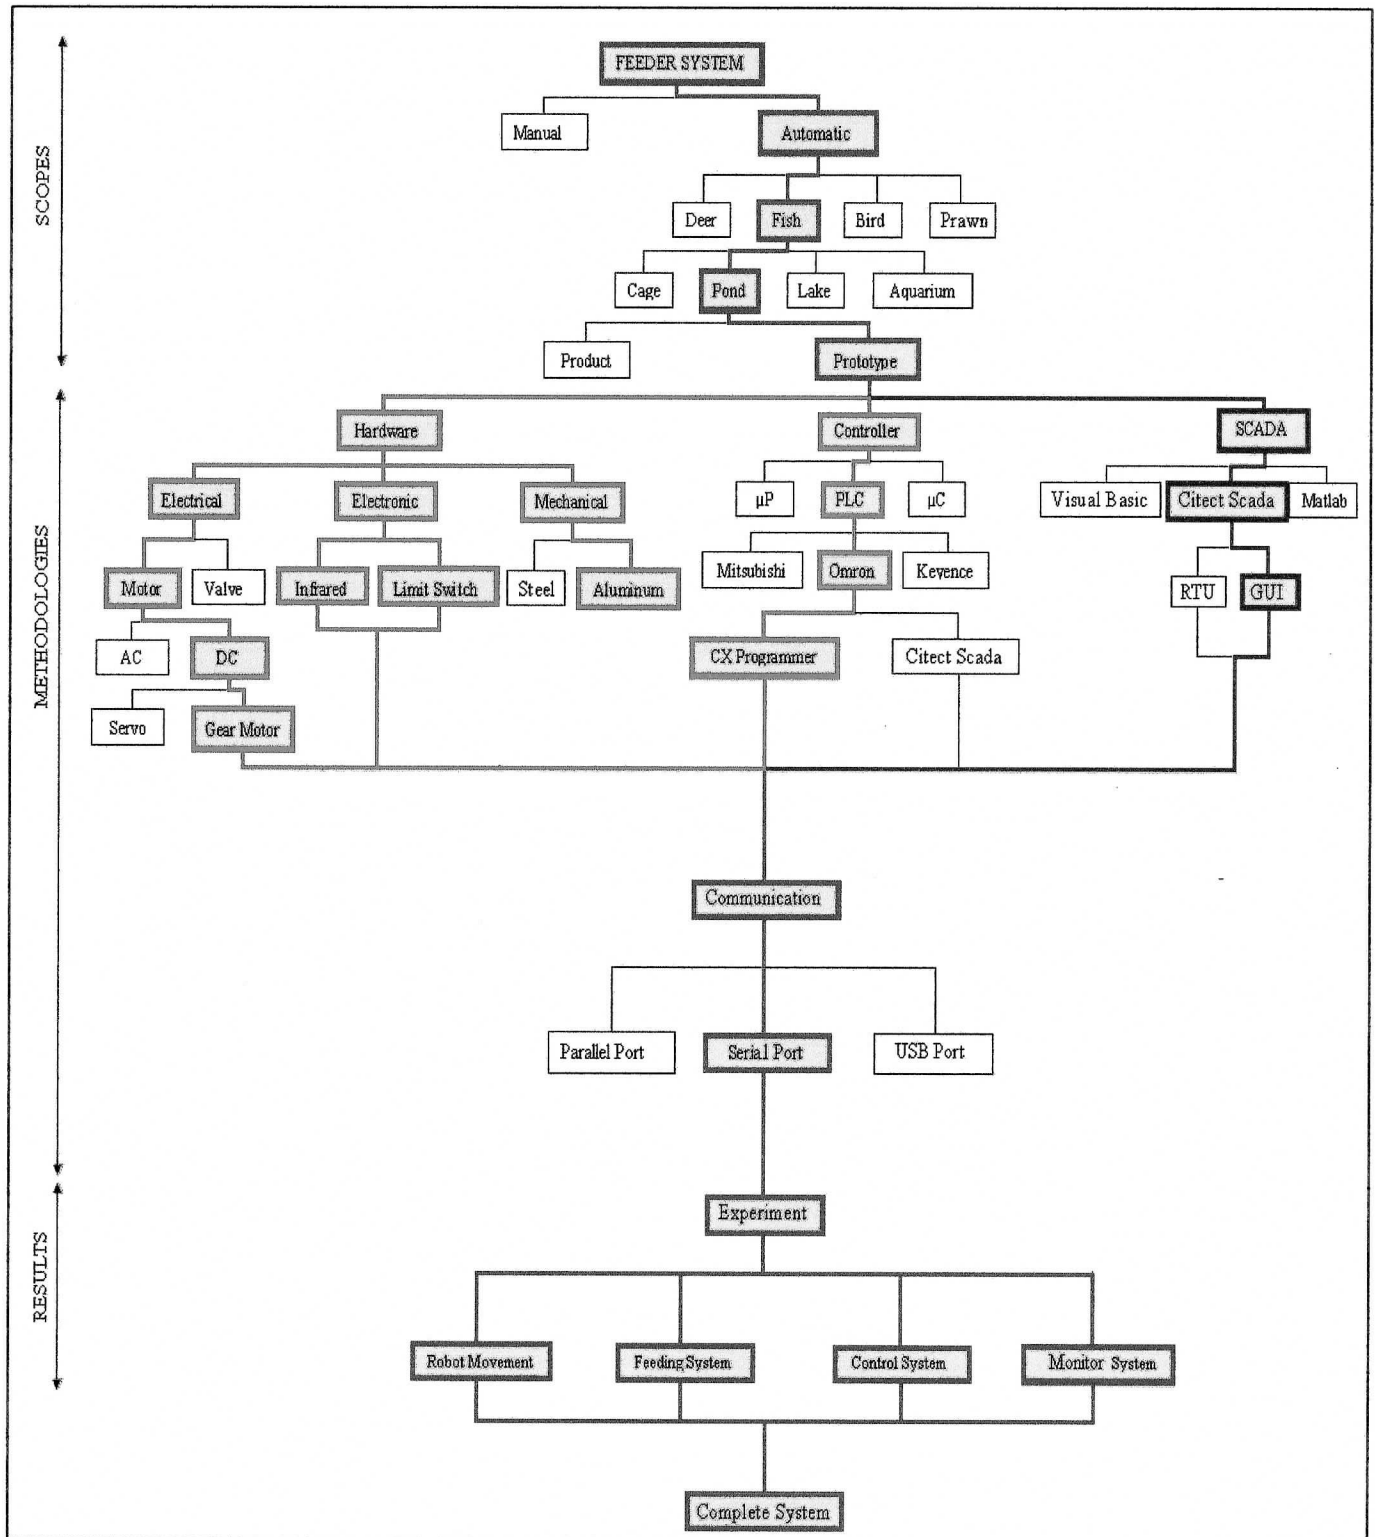 FEEDER SYSTEM
Manual
Automatic
SCOPES
Deer
Fish
Bird
Prawn
Cage
Pond
Lake
Aquarium
Product
Prototype
METHODOLOGIES
Hardware
Controller
SCADA
Electrical
Electronic
Mechanical
µP
PLC
µC
Visual Basic
Citect Scada
Matlab
Motor
Valve
Infrared
Limit Switch
Steel
Aluminum
Mitsubishi
Omron
Keyence
RTU
GUI
AC
DC
CX Programmer
Citect Scada
Servo
Gear Motor
Communication
Parallel Port
Serial Port
USB Port
RESULTS
Experiment
Robot Movement
Feeding System
Control System
Monitor System
Complete System